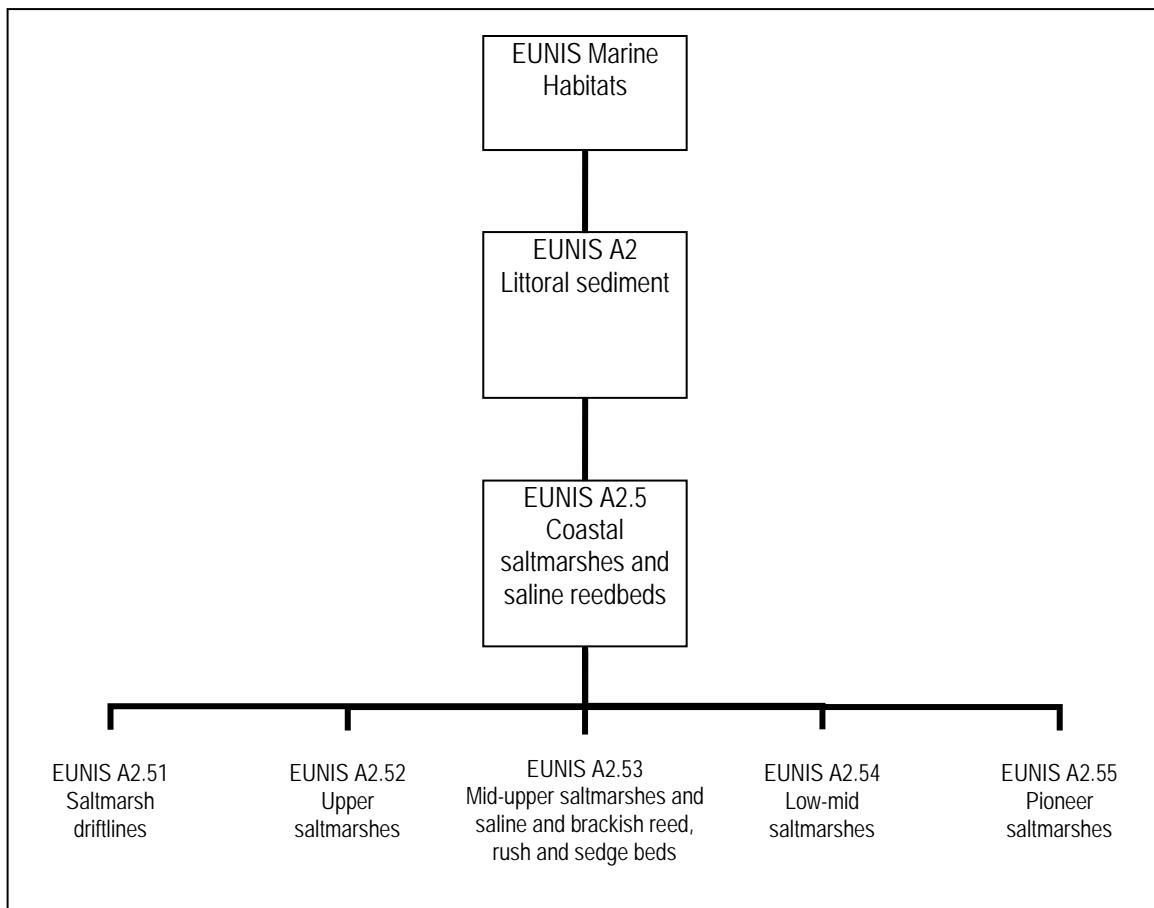 EUNIS Marine
Habitats
EUNIS A2
Littoral sediment
EUNIS A2.5
Coastal
saltmarshes and
saline reedbeds
EUNIS A2.51
Saltmarsh
driftlines
EUNIS A2.52
Upper
saltmarshes
EUNIS A2.53
Mid-upper saltmarshes and
saline and brackish reed,
rush and sedge beds
EUNIS A2.54
Low-mid
saltmarshes
EUNIS A2.55
Pioneer
saltmarshes